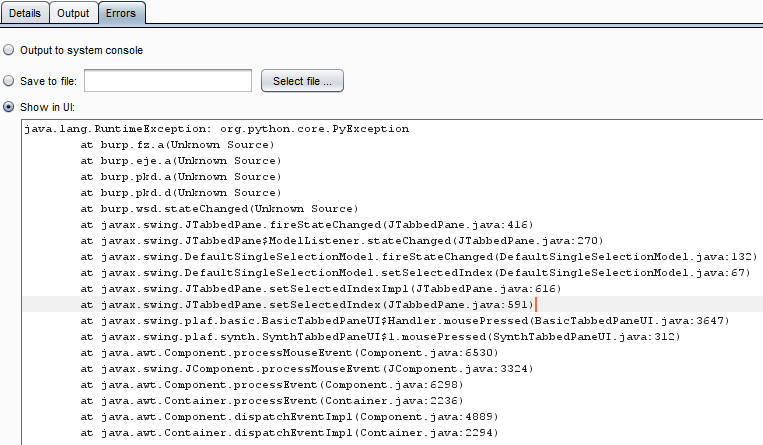 Details Output Errors
Output to system console
Save to file: Select file ...
Show in UI:
java.lang.RuntimeException: org.python.core.PyException
at burp.fz.a(Unknown Source)
at burp.eje.a(Unknown Source)
at burp.pkd.a(Unknown Source)
at burp.pkd.d(Unknown Source)
at burp.wsd.stateChanged(Unknown Source)
at javax.swing.JTabbedPane.fireStateChanged(JTabbedPane.java:416)
at javax.swing.JTabbedPane$ModelListener.stateChanged(JTabbedPane.java:270)
at javax.swing.DefaultSingleSelectionModel.fireStateChanged(DefaultSingleSelectionModel.java:132)
at javax.swing.DefaultSingleSelectionModel.setSelectedIndex(DefaultSingleSelectionModel.java:67)
at javax.swing.JTabbedPane.setSelectedIndexImpl(JTabbedPane.java:616)
at javax.swing.JTabbedPane.setSelectedIndex(JTabbedPane.java:591)
at javax.swing.plaf.basic.BasicTabbedPaneUI$Handler.mousePressed(BasicTabbedPaneUI.java:3647)
at javax.swing.plaf.synth.SynthTabbedPaneUI$1.mousePressed(SynthTabbedPaneUI.java:312)
at java.awt.Component.processMouseEvent(Component.java:6530)
at javax.swing.JComponent.processMouseEvent(JComponent.java:3324)
at java.awt.Component.processEvent(Component.java:6298)
at java.awt.Container.processEvent(Container.java:2236)
at java.awt.Component.dispatchEventImpl(Component.java:4889)
at java.awt.Container.dispatchEventImpl(Container.java:2294)